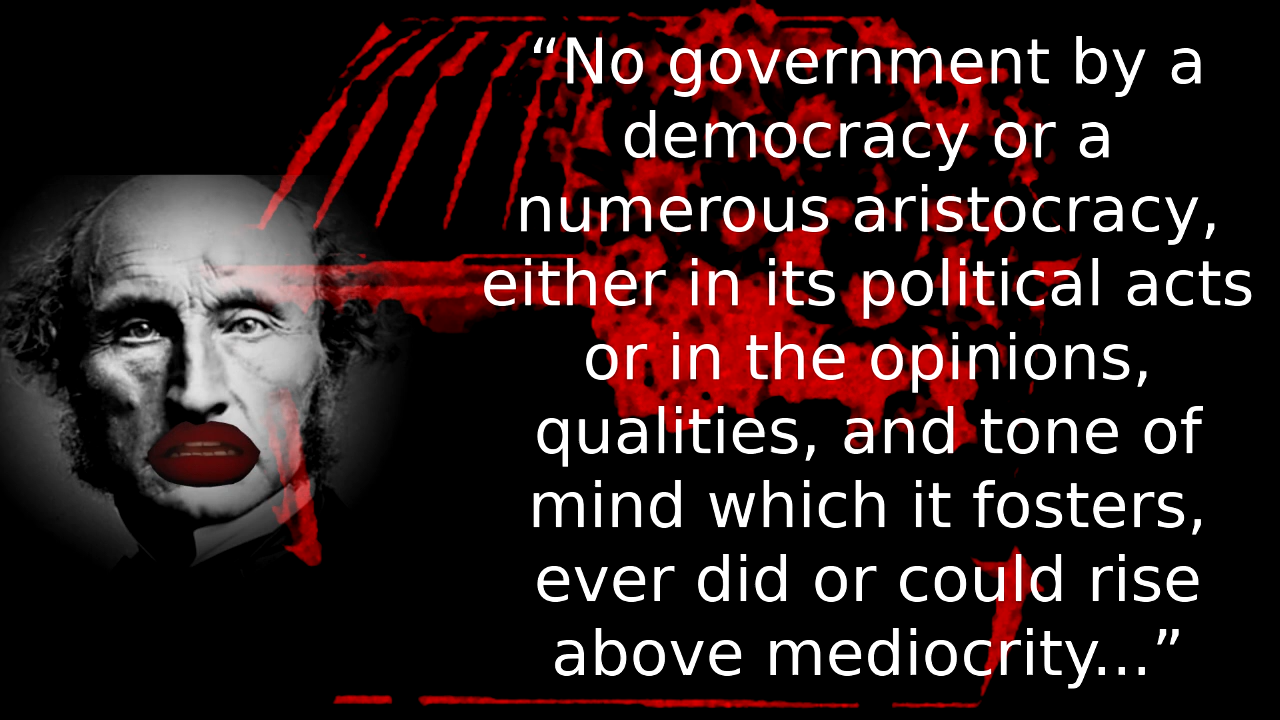 “No government by a
democracy or a
numerous aristocracy,
either in its political acts
or in the opinions,
qualities, and tone of
mind which it fosters,
ever did or could rise
above mediocrity...”